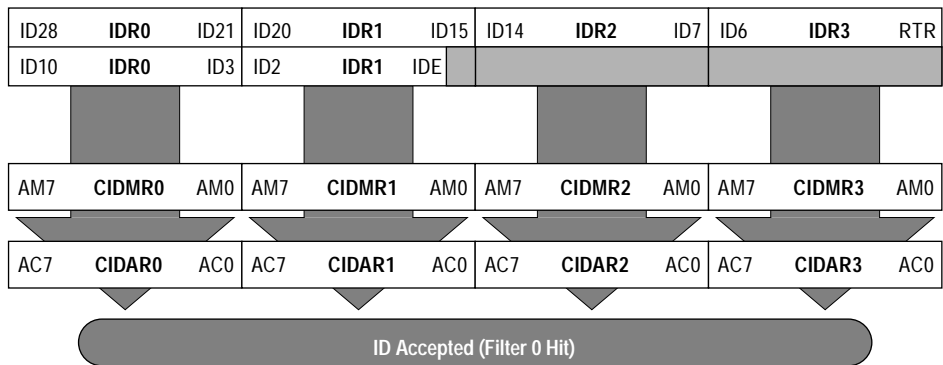 ID28 IDR0 ID21 ID20 IDR1 ID15 ID14 IDR2 ID7 ID6 IDR3 RTR
ID10 IDR0 ID3 ID2 IDR1 IDE
AM7 CIDMR0 AM0 AM7 CIDMR1 AM0 AM7 CIDMR2 AM0 AM7 CIDMR3 AM0
AC7 CIDAR0 AC0 AC7 CIDAR1 AC0 AC7 CIDAR2 AC0 AC7 CIDAR3 AC0
ID Accepted (Filter 0 Hit)